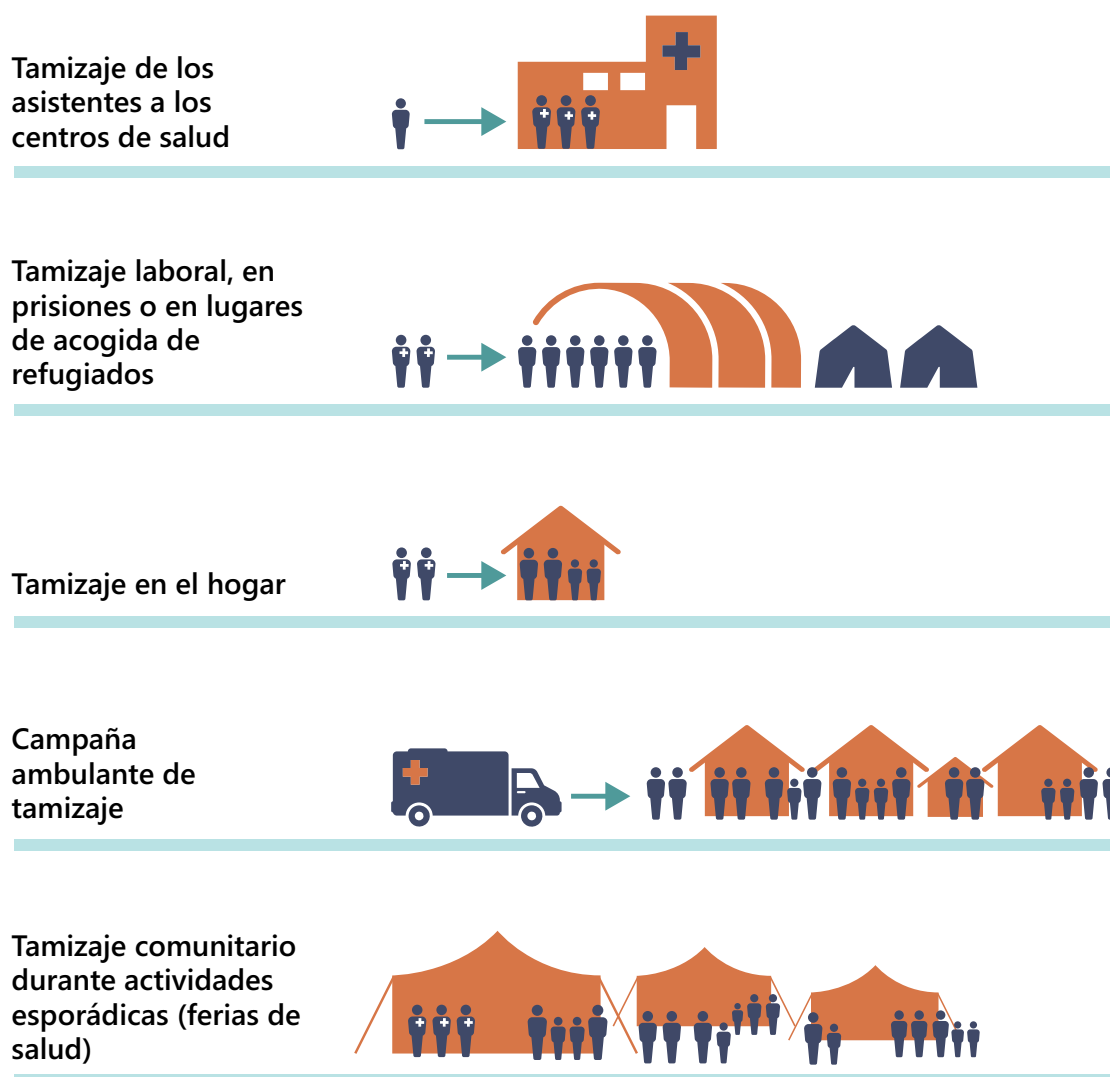 Tamizaje de los
asistentes a los
centros de salud
Tamizaje laboral, en
prisiones o en lugares
de acogida de
refugiados
Tamizaje en el hogar
Campaña
ambulante de
tamizaje
Tamizaje comunitario
durante actividades
esporádicas (ferias de
salud)